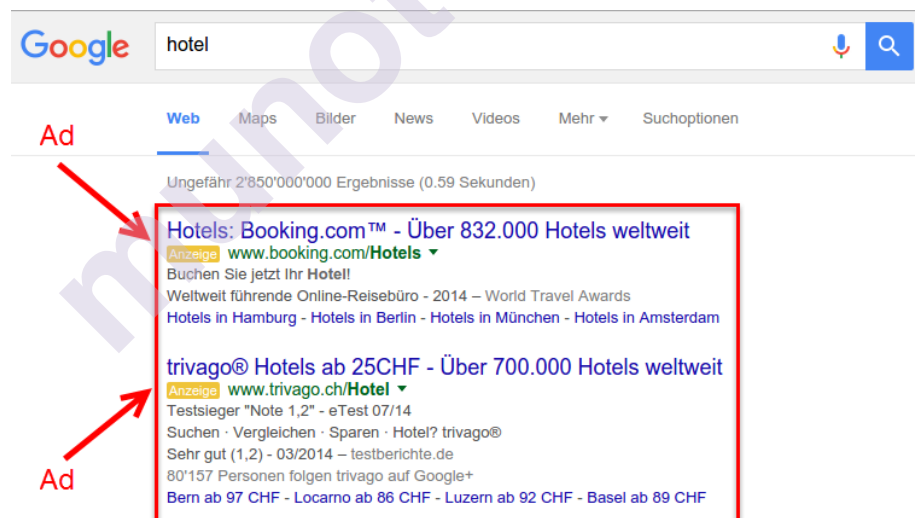 Google
hotel
Web Maps Bilder News Videos Mehr Suchoptionen
Ad
Ungefähr 2'850'000'000 Ergebnisse (0.59 Sekunden)
Hotels: Booking.com™ - Über 832.000 Hotels weltweit
Anzeige www.booking.com/Hotels
Buchen Sie jetzt Ihr Hotel!
Weltweit führende Online-Reisebüro - 2014 – World Travel Awards
Hotels in Hamburg - Hotels in Berlin - Hotels in München - Hotels in Amsterdam
trivago® Hotels ab 25CHF - Über 700.000 Hotels weltweit
Anzeige www.trivago.ch/Hotel
Testsieger "Note 1,2" - eTest 07/14
Suchen · Vergleichen · Sparen · Hotel? trivago®
Sehr gut (1,2) - 03/2014 – testberichte.de
Ad
80'157 Personen folgen trivago auf Google+
Bern ab 97 CHF - Locarno ab 86 CHF - Luzern ab 92 CHF - Basel ab 89 CHF